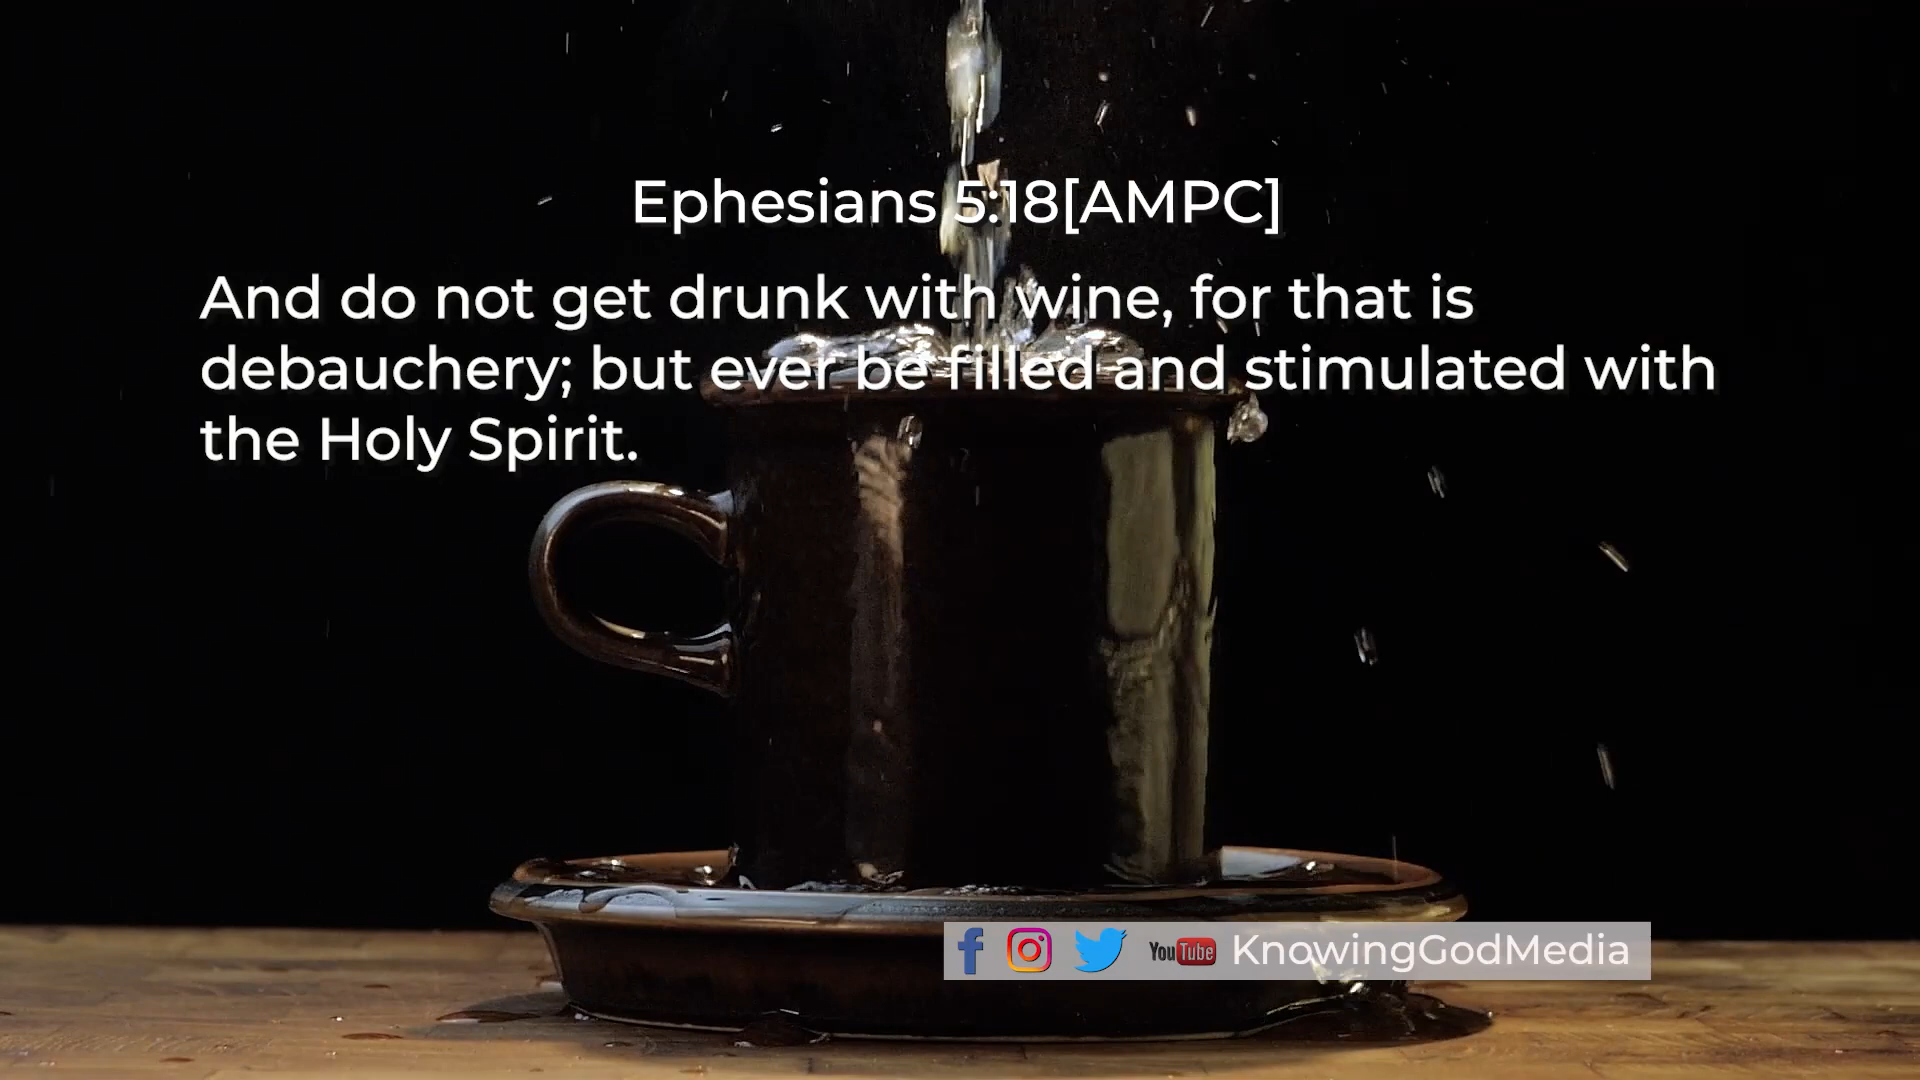 Ephesians 5:18[AMPC]
And do not get drunk with wine, for that is
debauchery; but ever be filled and stimulated with
the Holy Spirit.
f YouTube KnowingGodMedia